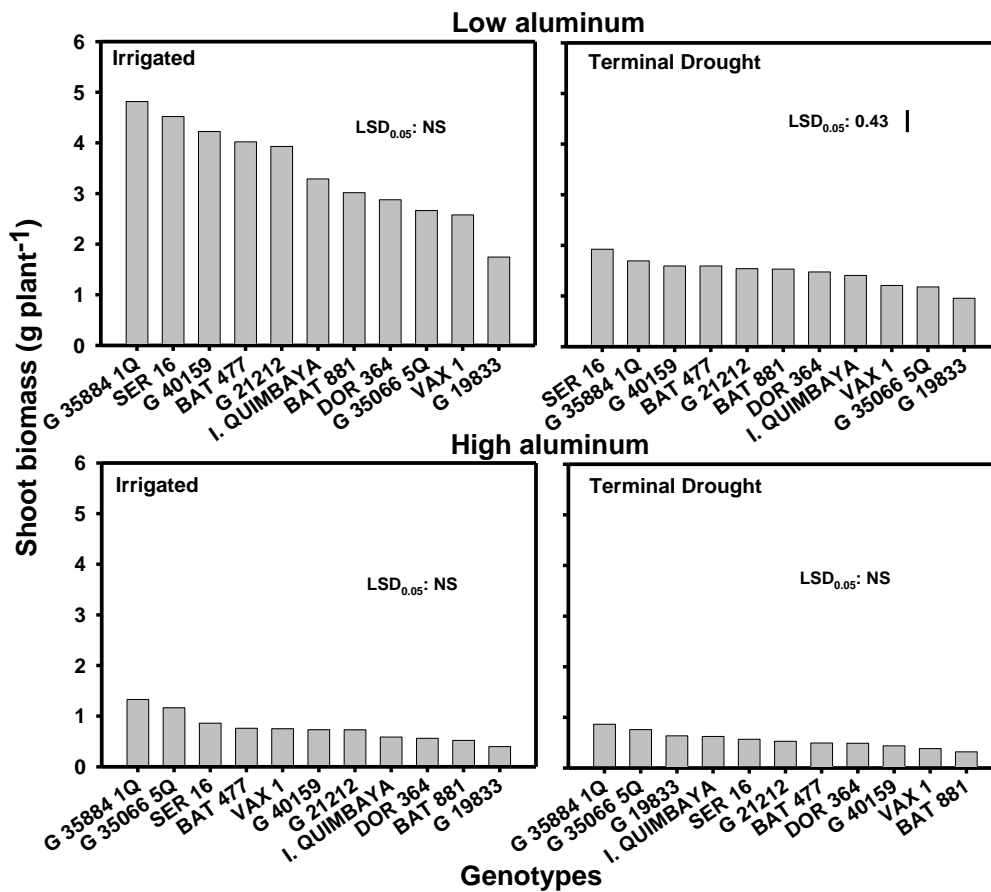 Low aluminum
Shoot biomass (g plant-1)
6
5
4
3
2
1
0
Irrigated
LSD0.05: NS
G 35884 1Q
SER 16
G 40159
BAT 477
G 21212
I. QUIMBAYA
BAT 881
DOR 364
G 35066 5Q
VAX 1
G 19833
Terminal Drought
LSD0.05: 0.43
SER 16
G 35884 1Q
G 40159
BAT 477
G 21212
BAT 881
DOR 364
I. QUIMBAYA
VAX 1
G 35066 5Q
G 19833
High aluminum
6
5
4
3
2
1
0
Irrigated
LSD0.05: NS
G 35884 1Q
G 35066 5Q
SER 16
BAT 477
VAX 1
G 40159
G 21212
I. QUIMBAYA
DOR 364
BAT 881
G 19833
Terminal Drought
LSD0.05: NS
G 35884 1Q
G 35066 5Q
G 19833
I. QUIMBAYA
SER 16
G 21212
BAT 477
DOR 364
G 40159
VAX 1
BAT 881
Genotypes